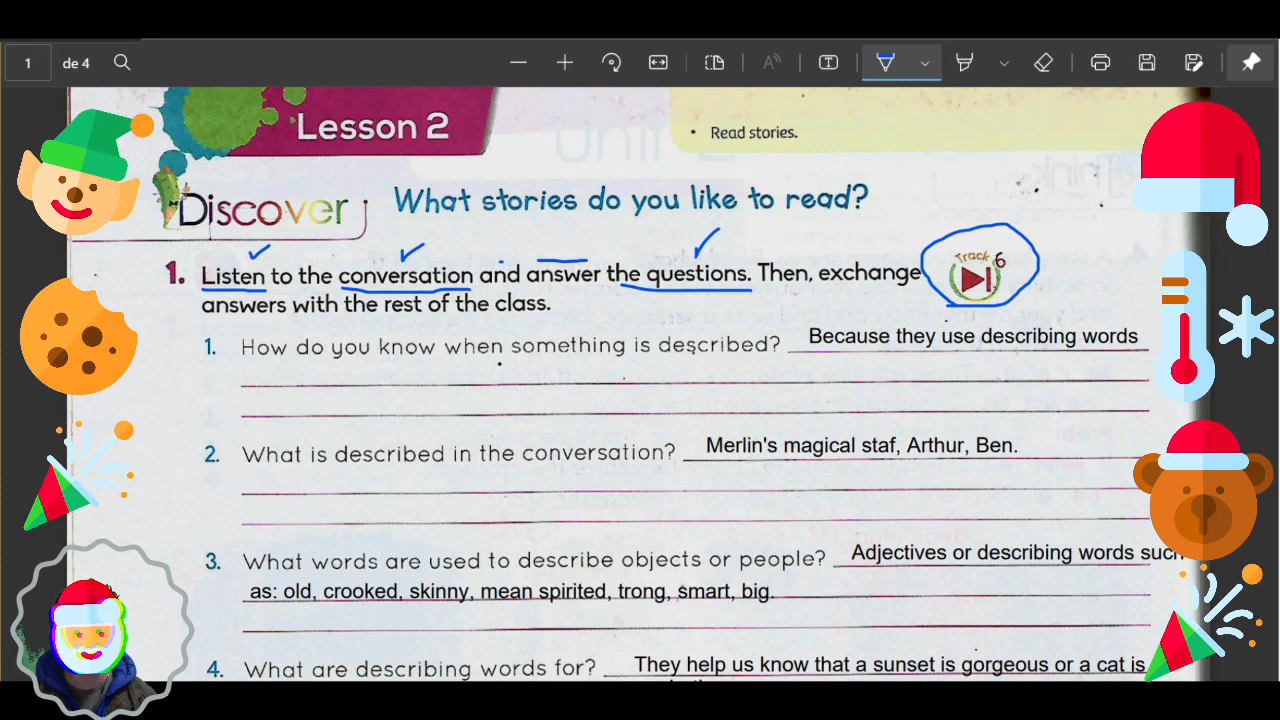 1 de 4
Lesson 2
• Read stories.
Discover
What stories do you like to read?
1. Listen to the conversation and answer the questions. Then, exchange
Track 6
answers with the rest of the class.
1. How do you know when something is described? Because they use describing words
2. What is described in the conversation? Merlin's magical staf, Arthur, Ben.
3. What words are used to describe objects or people? Adjectives or describing words such
as: old, crooked, skinny, mean spirited, trong, smart, big.
4. What are describing words for? They help us know that a sunset is gorgeous or a cat is